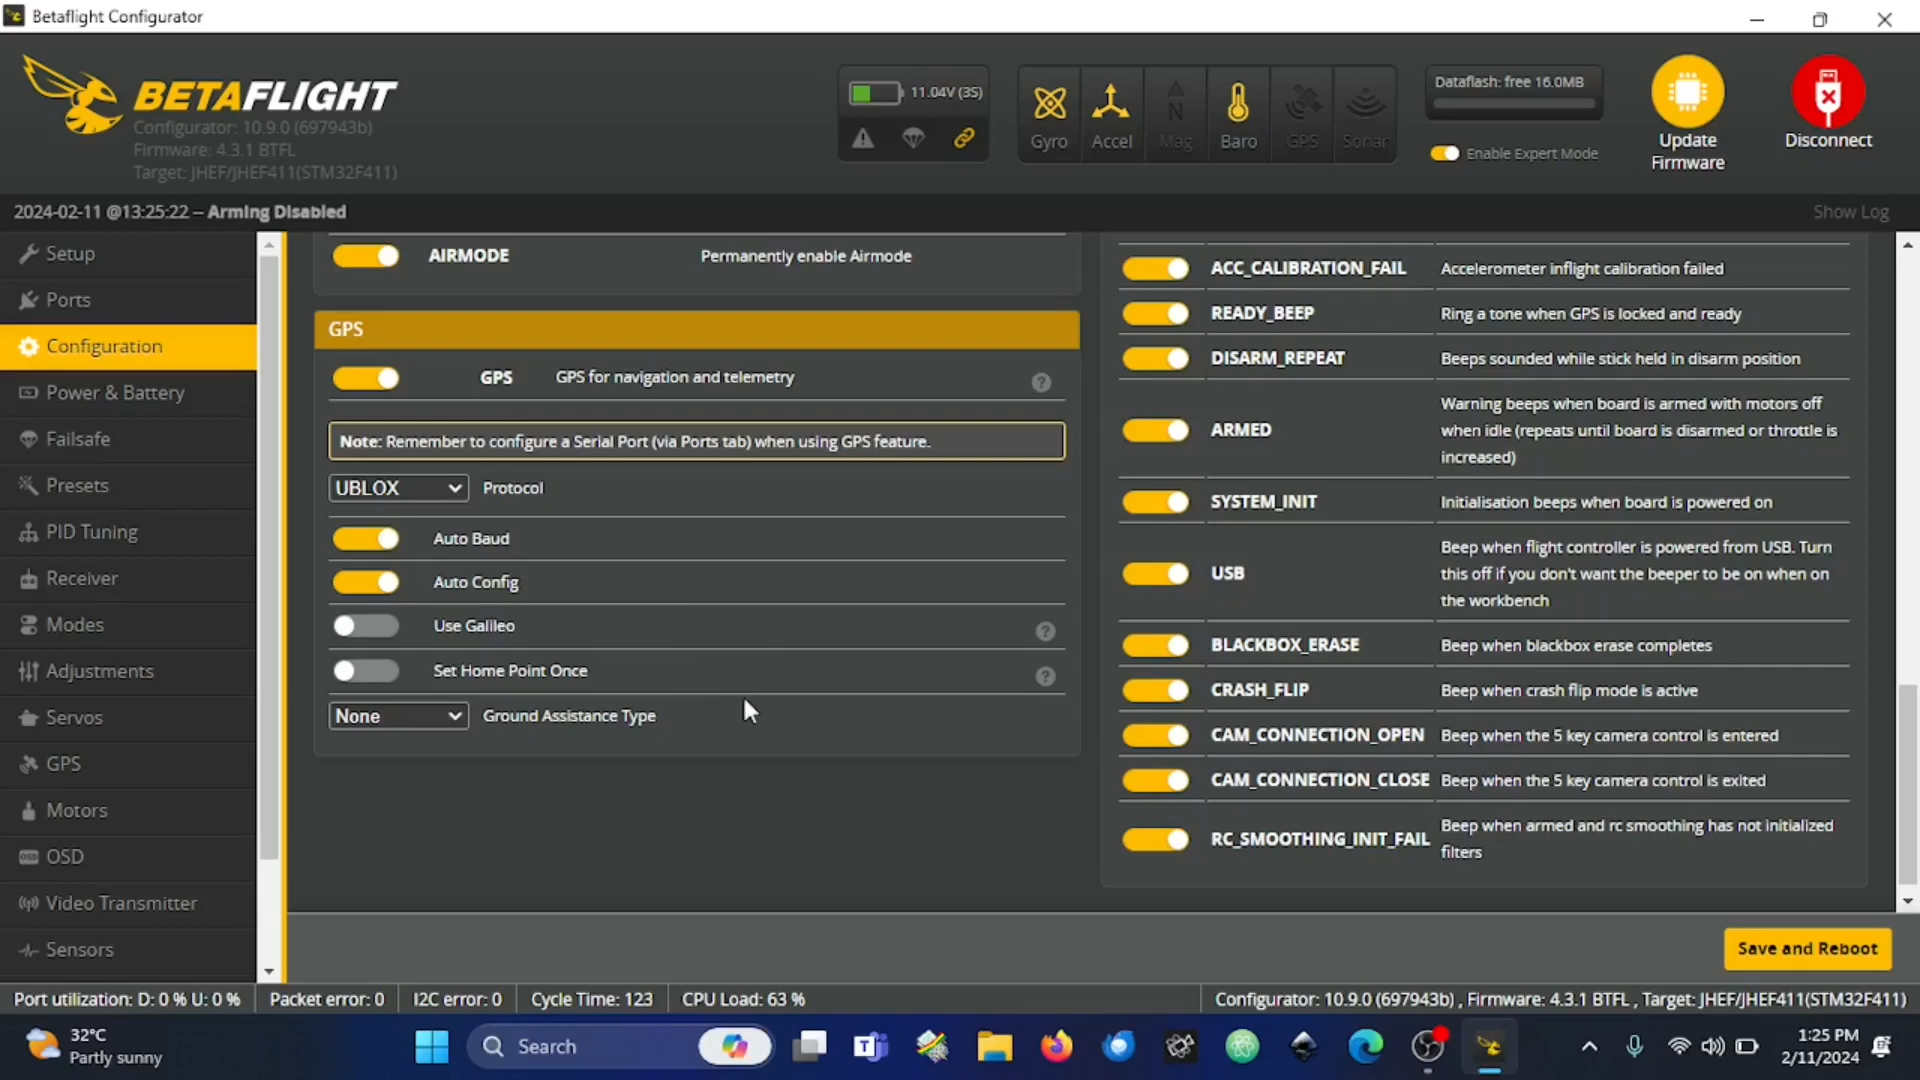 Betaflight Configurator
BETAFLIGHT
Configurator: 10.9.0 (697943b)
Firmware: 4.3.1 BTFL
Target: JHEF/JHEF411(STM32F411)
11.04V (3S)
Gyro
Accel
Mag
Baro
GPS
Sonar
Dataflash: free 16.0MB
Enable Expert Mode
Update
Firmware
Disconnect
2024-02-11 @13:25:22 -- Arming Disabled
Show Log
Setup
Ports
Configuration
Power & Battery
Failsafe
Presets
PID Tuning
Receiver
Modes
Adjustments
Servos
GPS
Motors
OSD
Video Transmitter
Sensors
AIRMODE Permanently enable Airmode
GPS
GPS GPS for navigation and telemetry ?
Note: Remember to configure a Serial Port (via Ports tab) when using GPS feature.
UBLOX Protocol
Auto Baud
Auto Config
Use Galileo ?
Set Home Point Once ?
None Ground Assistance Type
ACC_CALIBRATION_FAIL Accelerometer inflight calibration failed
READY_BEEP Ring a tone when GPS is locked and ready
DISARM_REPEAT Beeps sounded while stick held in disarm position
ARMED Warning beeps when board is armed with motors off
when idle (repeats until board is disarmed or throttle is
increased)
SYSTEM_INIT Initialisation beeps when board is powered on
USB Beep when flight controller is powered from USB. Turn
this off if you don't want the beeper to be on when on
the workbench
BLACKBOX_ERASE Beep when blackbox erase completes
CRASH_FLIP Beep when crash flip mode is active
CAM_CONNECTION_OPEN Beep when the 5 key camera control is entered
CAM_CONNECTION_CLOSE Beep when the 5 key camera control is exited
RC_SMOOTHING_INIT_FAIL Beep when armed and rc smoothing has not initialized
filters
Save and Reboot
Port utilization: D: 0 % U: 0 % Packet error: 0 I2C error: 0 Cycle Time: 123 CPU Load: 63 % Configurator: 10.9.0 (697943b) , Firmware: 4.3.1 BTFL , Target: JHEF/JHEF411(STM32F411)
32°C
Partly sunny
Search
1:25 PM
2/11/2024